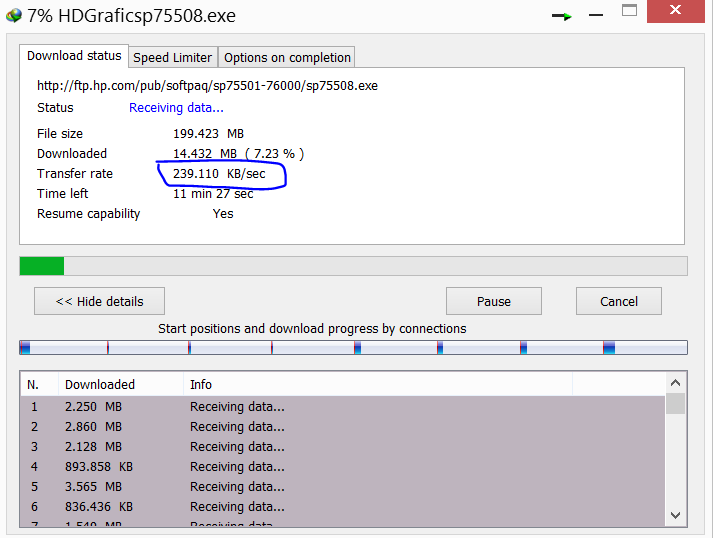 7% HDGraficsp75508.exe
Download status Speed Limiter Options on completion
http://ftp.hp.com/pub/softpaq/sp75501-76000/sp75508.exe
Status Receiving data...
File size 199.423 MB
Downloaded 14.432 MB ( 7.23 % )
Transfer rate 239.110 KB/sec
Time left 11 min 27 sec
Resume capability Yes
<< Hide details Pause Cancel
Start positions and download progress by connections
N. Downloaded Info
1 2.250 MB Receiving data...
2 2.860 MB Receiving data...
3 2.128 MB Receiving data...
4 893.858 KB Receiving data...
5 3.565 MB Receiving data...
6 836.436 KB Receiving data...
7 1.540 MB Receiving data...